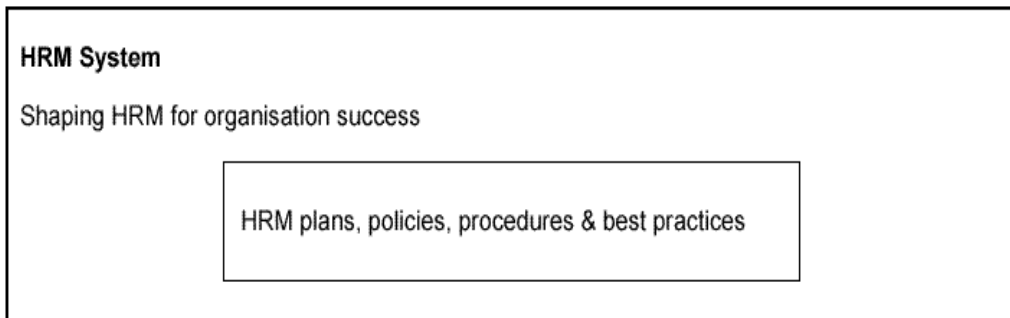 HRM System
Shaping HRM for organisation success
HRM plans, policies, procedures & best practices